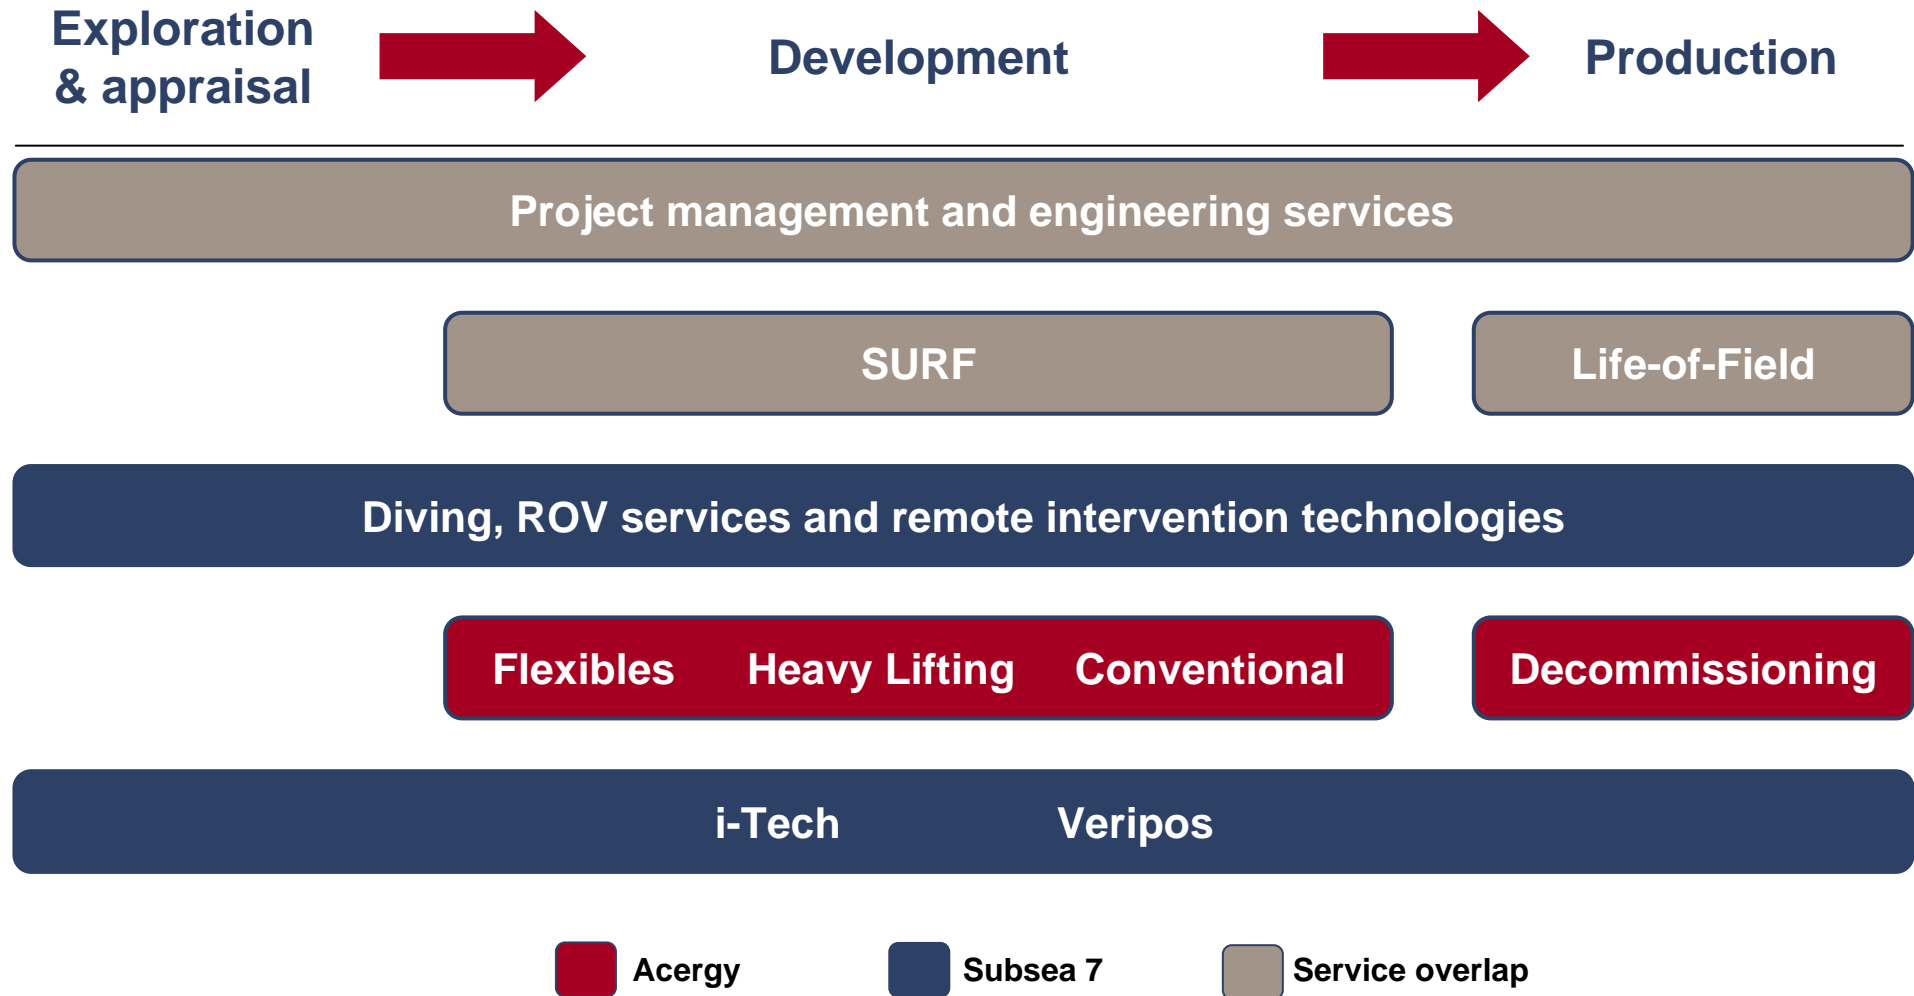 Exploration
& appraisal
Development
Production
Project management and engineering services
SURF
Life-of-Field
Diving, ROV services and remote intervention technologies
Flexibles Heavy Lifting Conventional
Decommissioning
i-Tech Veripos
Acergy
Subsea 7
Service overlap